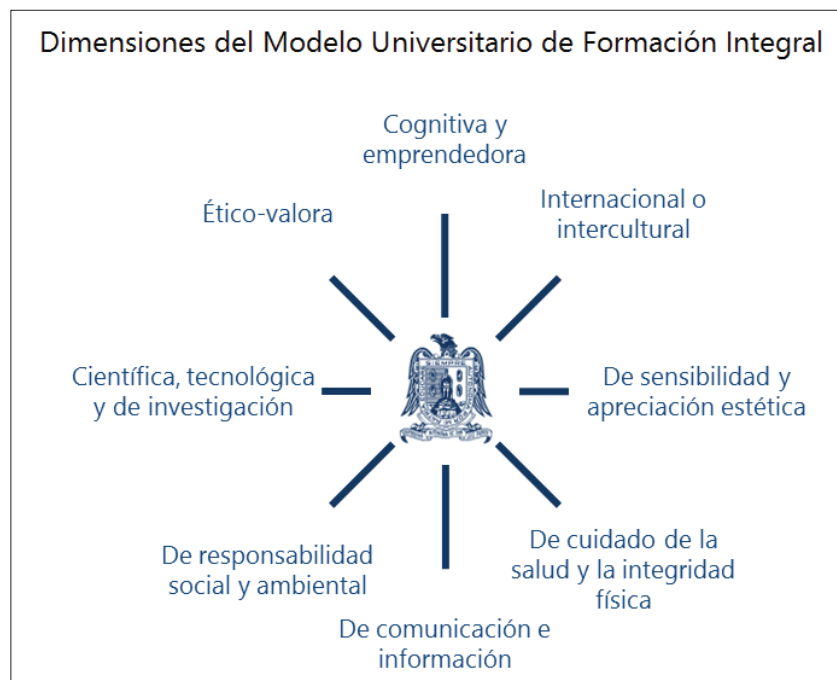 Dimensiones del Modelo Universitario de Formación Integral
Cognitiva y
emprendedora
Internacional o
intercultural
Ético-valora
Científica, tecnológica
y de investigación
De sensibilidad y
apreciación estética
De cuidado de la
salud y la integridad
física
De responsabilidad
social y ambiental
De comunicación e
información